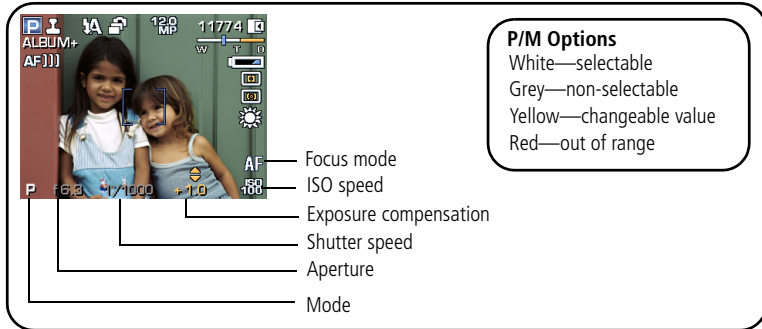 P 12.0 MP 11774
ALBUM+
W T D
AF)))
AF
P f6.3 1/1000 +1.0 ISO 100
Focus mode
ISO speed
Exposure compensation
Shutter speed
Aperture
Mode
P/M Options
White—selectable
Grey—non-selectable
Yellow—changeable value
Red—out of range